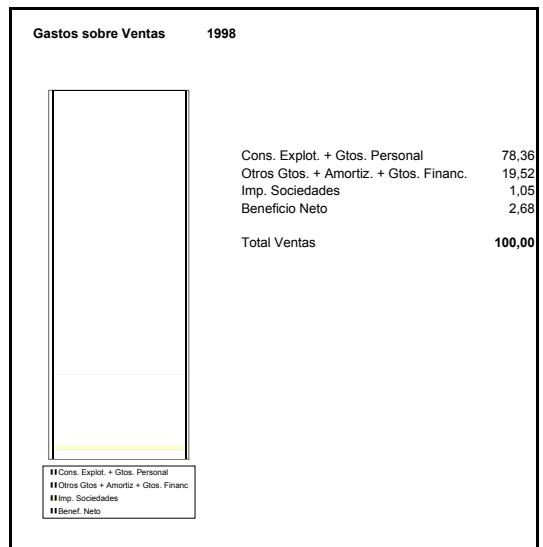 Gastos sobre Ventas 1998
Cons. Explot. + Gtos. Personal 78,36
Otros Gtos. + Amortiz. + Gtos. Financ. 19,52
Imp. Sociedades 1,05
Beneficio Neto 2,68
Total Ventas 100,00
Cons. Explot. + Gtos. Personal
Otros Gtos + Amortiz + Gtos. Financ
Imp. Sociedades
Benef. Neto